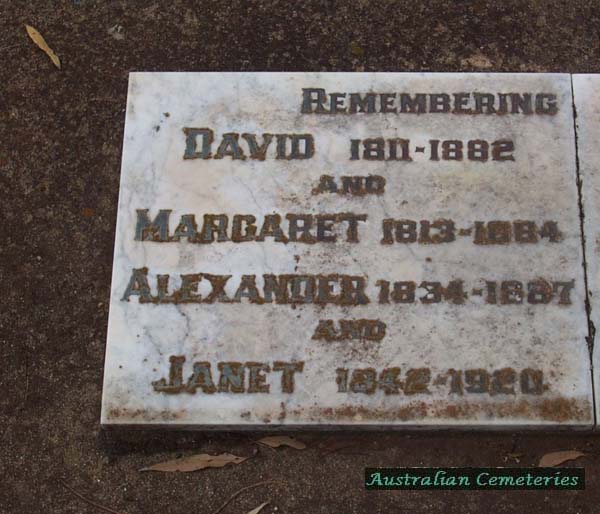 REMEMBERING
DAVID 1811-1882
AND
MARGARET 1813-1884
ALEXANDER 1834-1887
AND
JANET 1842-1920
Australian Cemeteries